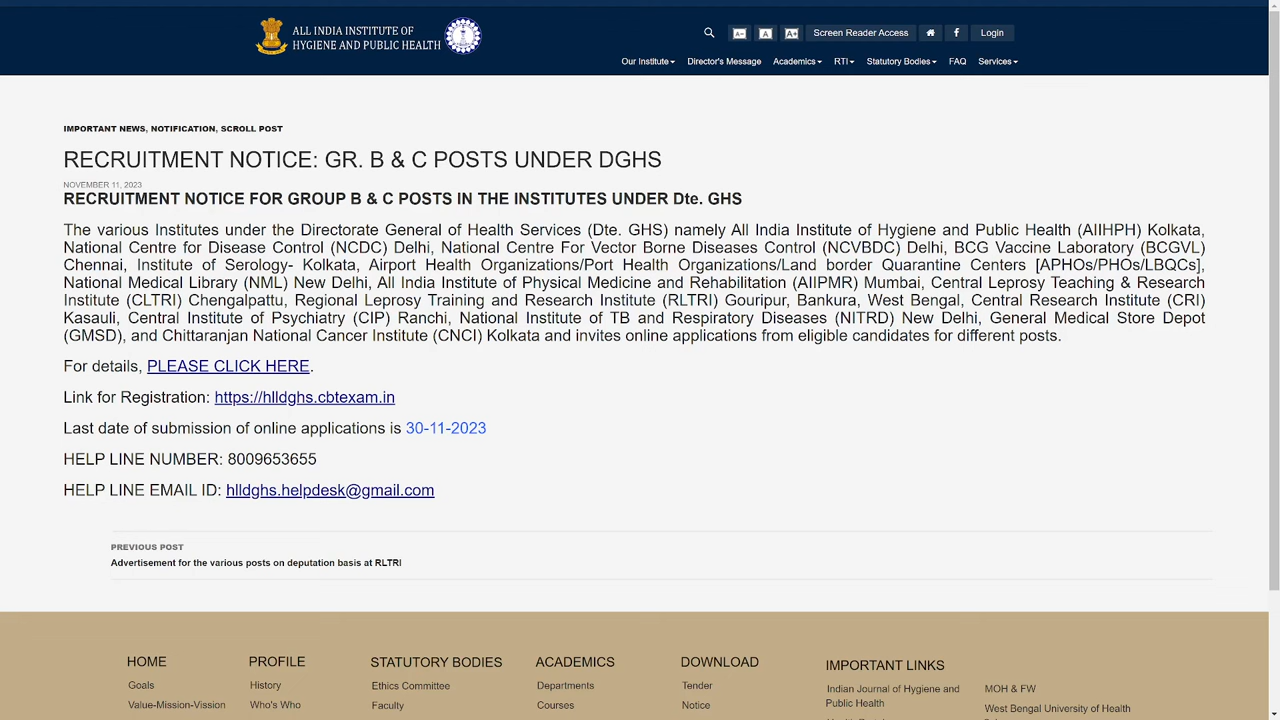 ALL INDIA INSTITUTE OF
HYGIENE AND PUBLIC HEALTH
A- A A+ Screen Reader Access Login
Our Institute Director's Message Academics RTI Statutory Bodies FAQ Services
IMPORTANT NEWS, NOTIFICATION, SCROLL POST
RECRUITMENT NOTICE: GR. B & C POSTS UNDER DGHS
NOVEMBER 11, 2023
RECRUITMENT NOTICE FOR GROUP B & C POSTS IN THE INSTITUTES UNDER Dte. GHS
The various Institutes under the Directorate General of Health Services (Dte. GHS) namely All India Institute of Hygiene and Public Health (AIIHPH) Kolkata,
National Centre for Disease Control (NCDC) Delhi, National Centre For Vector Borne Diseases Control (NCVBDC) Delhi, BCG Vaccine Laboratory (BCGVL)
Chennai, Institute of Serology- Kolkata, Airport Health Organizations/Port Health Organizations/Land border Quarantine Centers [APHOs/PHOs/LBQCs],
National Medical Library (NML) New Delhi, All India Institute of Physical Medicine and Rehabilitation (AIIPMR) Mumbai, Central Leprosy Teaching & Research
Institute (CLTRI) Chengalpattu, Regional Leprosy Training and Research Institute (RLTRI) Gouripur, Bankura, West Bengal, Central Research Institute (CRI)
Kasauli, Central Institute of Psychiatry (CIP) Ranchi, National Institute of TB and Respiratory Diseases (NITRD) New Delhi, General Medical Store Depot
(GMSD), and Chittaranjan National Cancer Institute (CNCI) Kolkata and invites online applications from eligible candidates for different posts.
For details, PLEASE CLICK HERE.
Link for Registration: https://hlldghs.cbtexam.in
Last date of submission of online applications is 30-11-2023
HELP LINE NUMBER: 8009653655
HELP LINE EMAIL ID: hlldghs.helpdesk@gmail.com
PREVIOUS POST
Advertisement for the various posts on deputation basis at RLTRI
HOME PROFILE STATUTORY BODIES ACADEMICS DOWNLOAD IMPORTANT LINKS
Goals History Ethics Committee Departments Tender Indian Journal of Hygiene and MOH & FW
Public Health
Value-Mission-Vission Who's Who Faculty Courses Notice West Bengal University of Health